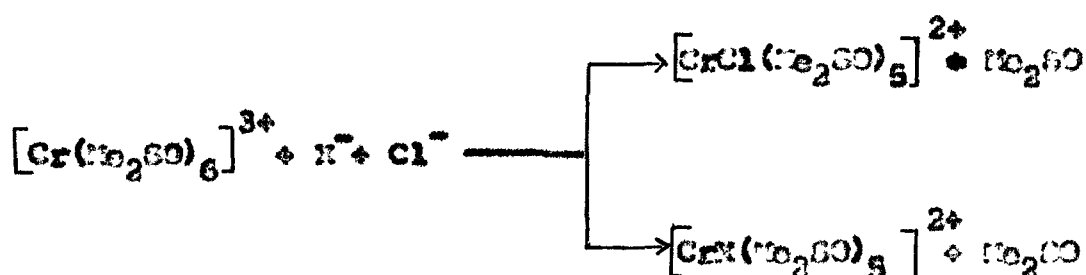 [CrCl(Me₂SO)₅]²⁺ + Me₂SO
[Cr(Me₂SO)₆]³⁺ + X⁻ + Cl⁻
[CrX(Me₂SO)₅]²⁺ + Me₂SO